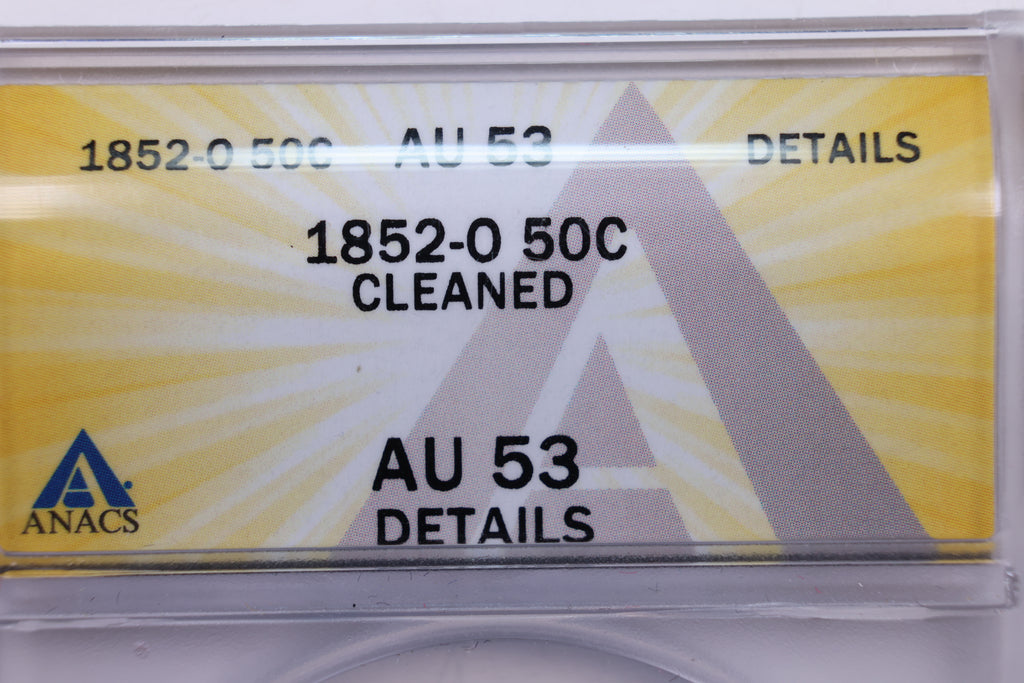 1852-O 50C AU 53 DETAILS
1852-O 50C
CLEANED
AU 53
DETAILS
ANACS